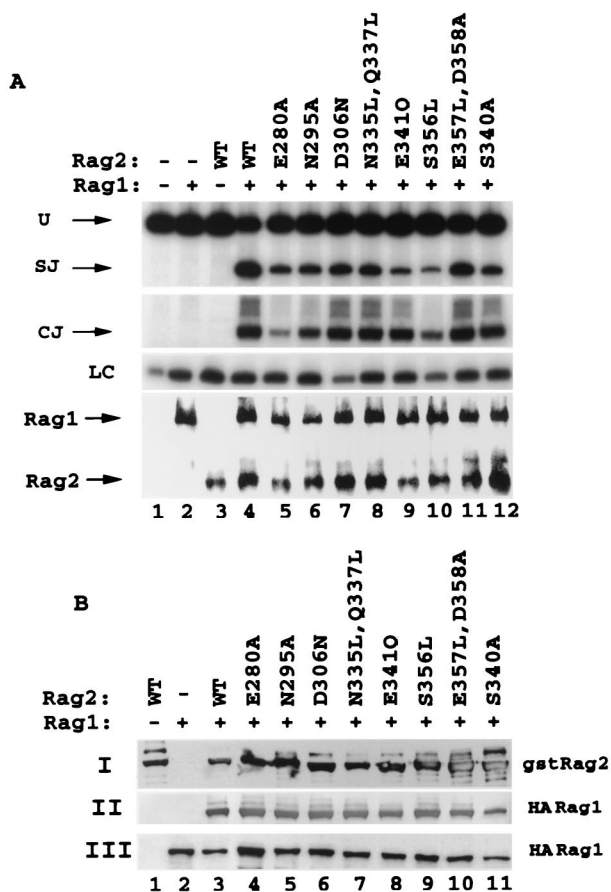 A
Rag2: - - WT WT E280A N295A D306N N335L,Q337L E341O S356L E357L,D358A S340A
Rag1: - + - + + + + + + + + +
U
SJ
CJ
LC
Rag1
Rag2
1 2 3 4 5 6 7 8 9 10 11 12
B
Rag2: WT - WT E280A N295A D306N N335L,Q337L E341O S356L E357L,D358A S340A
Rag1: - + + + + + + + + + +
I gstRag2
II HARag1
III HARag1
1 2 3 4 5 6 7 8 9 10 11